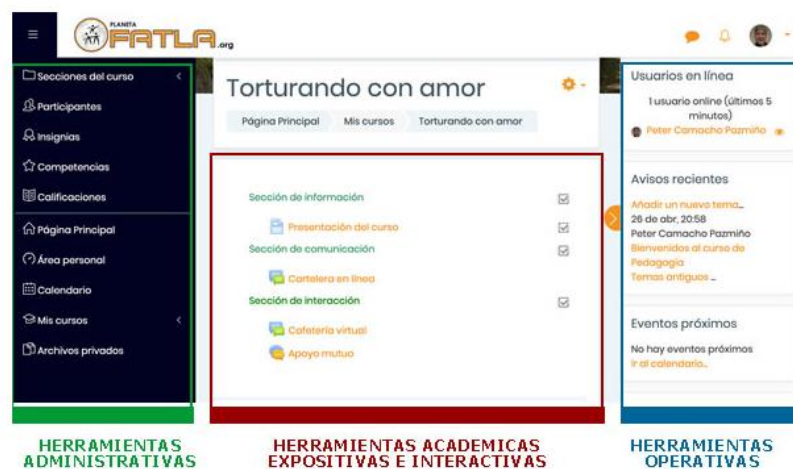 PLANETA
FATLA.org
Secciones del curso
Participantes
Insignias
Competencias
Calificaciones
Página Principal
Área personal
Calendario
Mis cursos
Archivos privados
Torturando con amor
Página Principal Mis cursos Torturando con amor
Sección de información
Presentación del curso
Sección de comunicación
Cartelera en línea
Sección de interacción
Cafetería virtual
Apoyo mutuo
Usuarios en línea
1 usuario online (últimos 5
minutos)
Peter Camacho Pazmiño
Avisos recientes
Añadir un nuevo tema...
26 de abr, 20:58
Peter Camacho Pazmiño
Bienvenidos al curso de
Pedagogía
Temas antiguos ...
Eventos próximos
No hay eventos próximos
Ir al calendario...
HERRAMIENTAS
ADMINISTRATIVAS
HERRAMIENTAS ACADEMICAS
EXPOSITIVAS E INTERACTIVAS
HERRAMIENTAS
OPERATIVAS